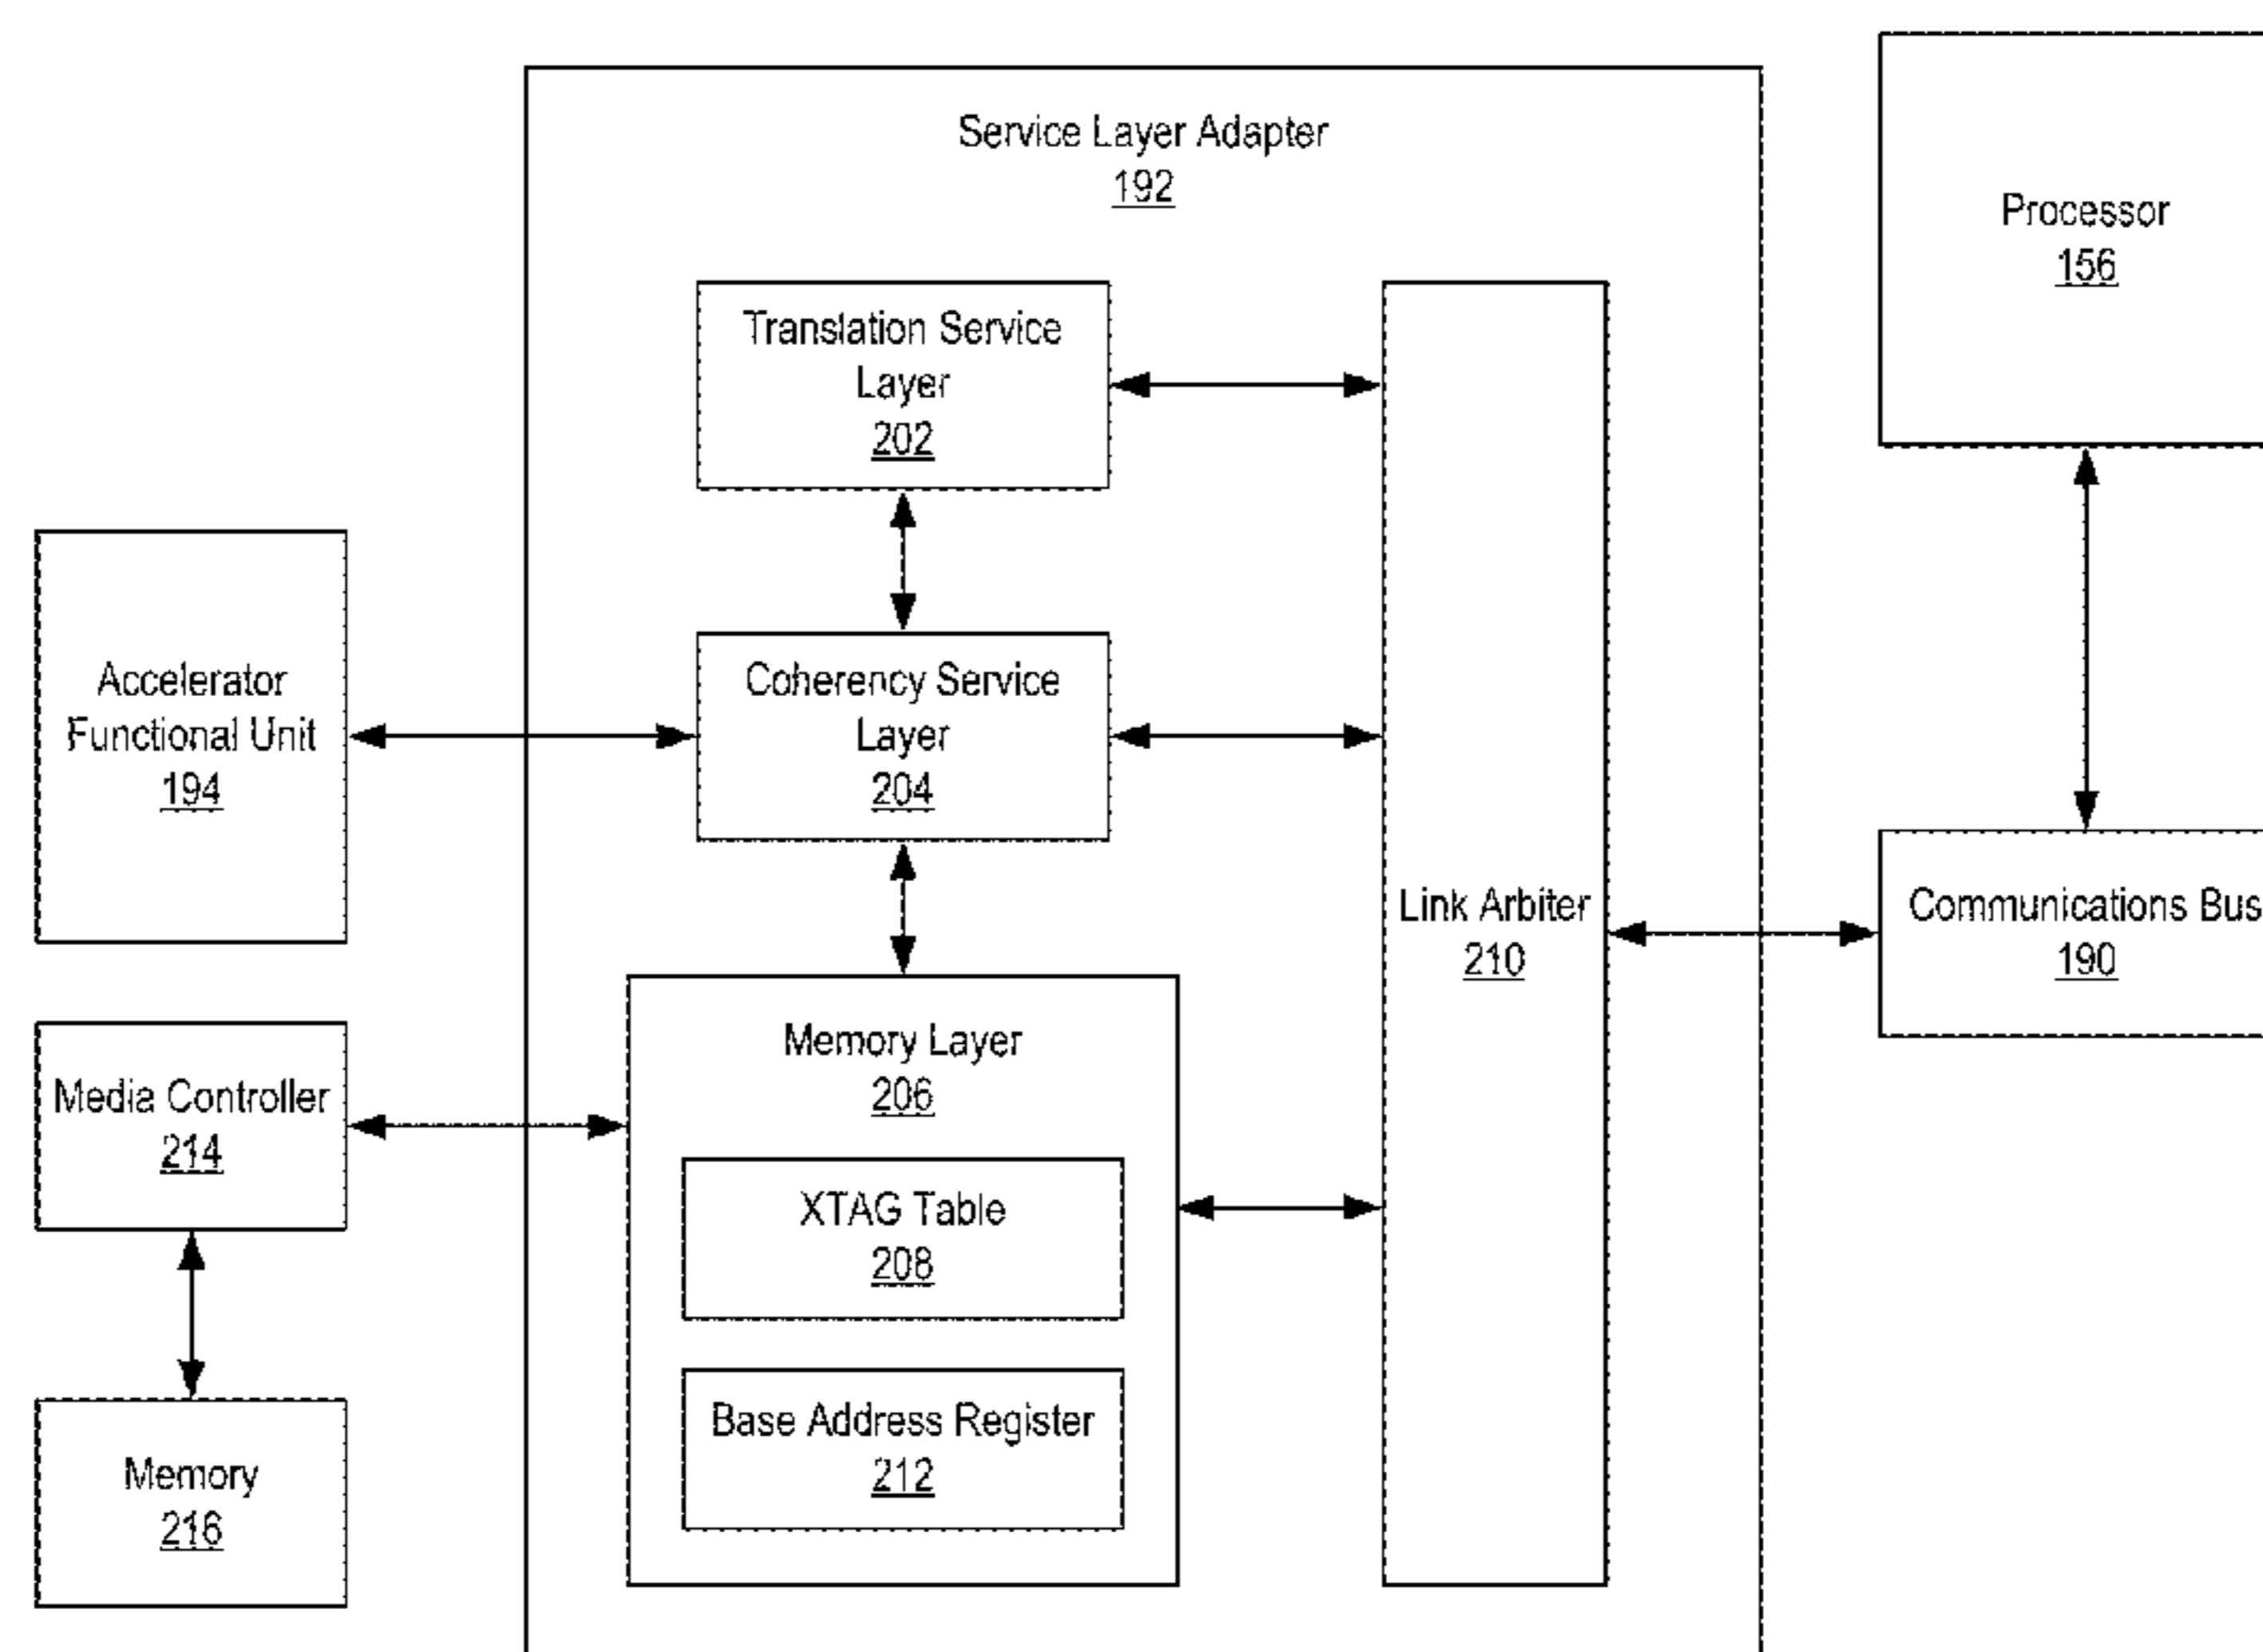 Service Layer Adapter
192
Processor
156
Translation Service
Layer
202
Accelerator
Functional Unit
194
Coherency Service
Layer
204
Link Arbiter
210
Communications Bus
190
Media Controller
214
Memory Layer
206
XTAG Table
208
Base Address Register
212
Memory
216